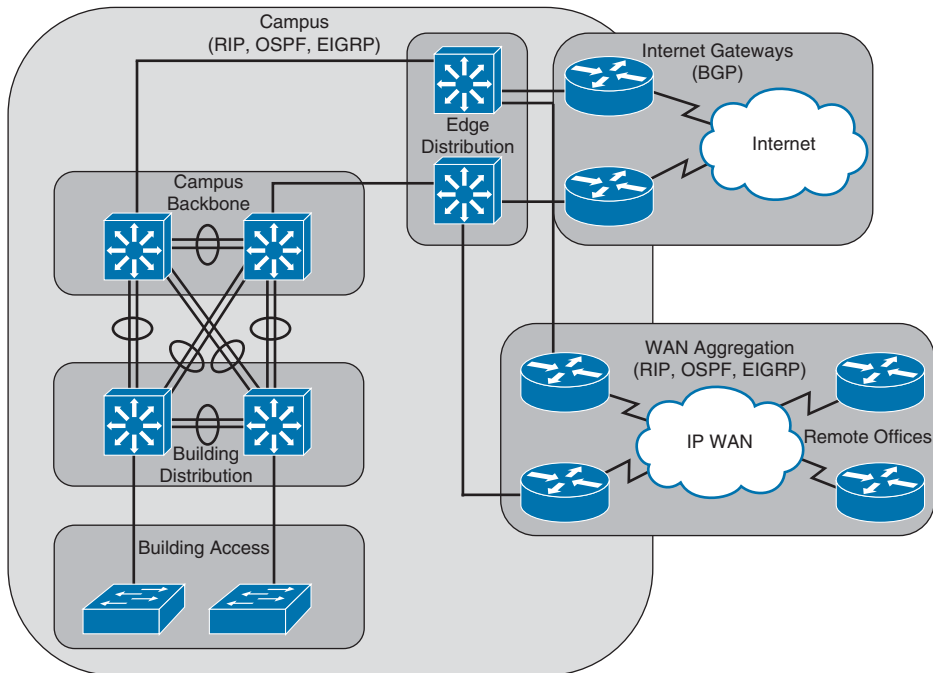 Campus
(RIP, OSPF, EIGRP)
Internet Gateways
(BGP)
Edge
Distribution
Internet
Campus
Backbone
WAN Aggregation
(RIP, OSPF, EIGRP)
IP WAN
Remote Offices
Building
Distribution
Building Access